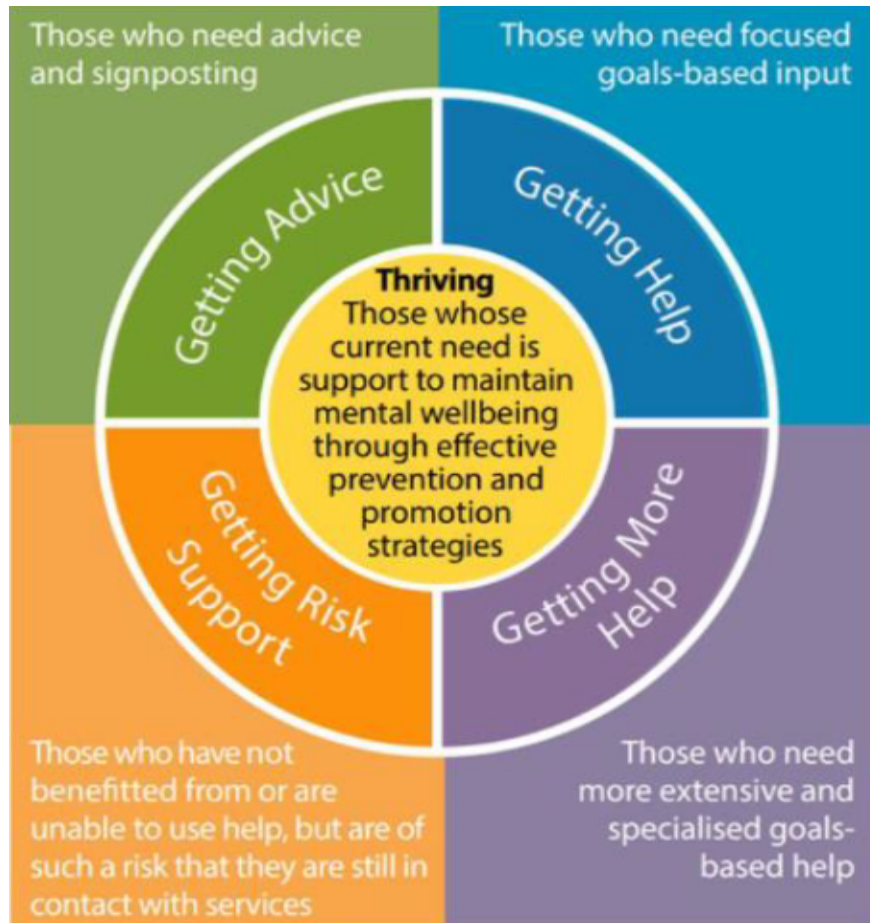 Those who need advice
and signposting
Those who need focused
goals-based input
Getting Advice
Getting Help
Thriving
Those whose
current need is
support to maintain
mental wellbeing
through effective
prevention and
promotion
strategies
Getting Risk
Support
Getting More
Help
Those who have not
benefitted from or are
unable to use help, but are of
such a risk that they are still in
contact with services
Those who need
more extensive and
specialised goals-
based help